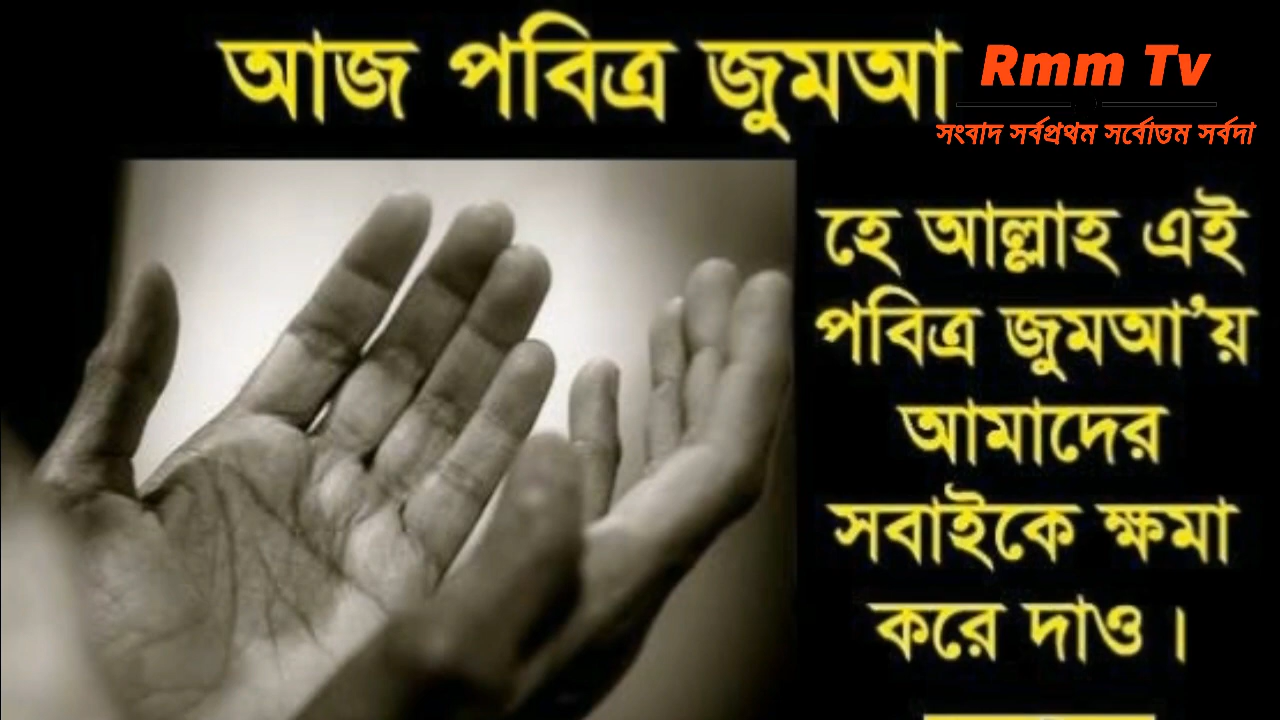 আজ পবিত্র জুমআ
Rmm Tv
সংবাদ সর্বপ্রথম সর্বোত্তম সর্বদা
হে আল্লাহ এই
পবিত্র জুমআ'য়
আমাদের
সবাইকে ক্ষমা
করে দাও।